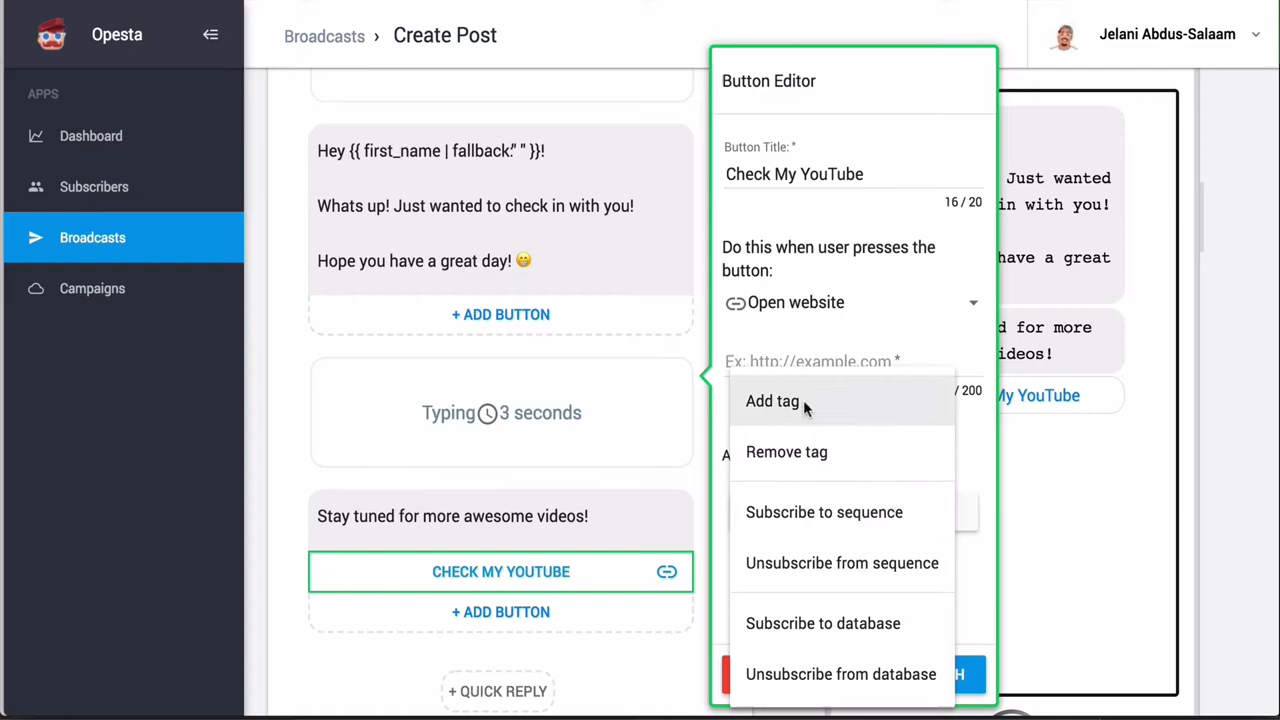 Opesta
Broadcasts › Create Post
Jelani Abdus-Salaam
APPS
Dashboard
Subscribers
Broadcasts
Campaigns
Hey {{ first_name | fallback:" " }}!
Whats up! Just wanted to check in with you!
Hope you have a great day! 😁
+ ADD BUTTON
Typing 3 seconds
Stay tuned for more awesome videos!
CHECK MY YOUTUBE
+ ADD BUTTON
+ QUICK REPLY
Button Editor
Button Title: *
Check My YouTube
16 / 20
Do this when user presses the
button:
Open website
Ex: http://example.com *
/ 200
Add tag
Remove tag
Subscribe to sequence
Unsubscribe from sequence
Subscribe to database
Unsubscribe from database
Just wanted
in with you!
have a great
d for more
videos!
My YouTube